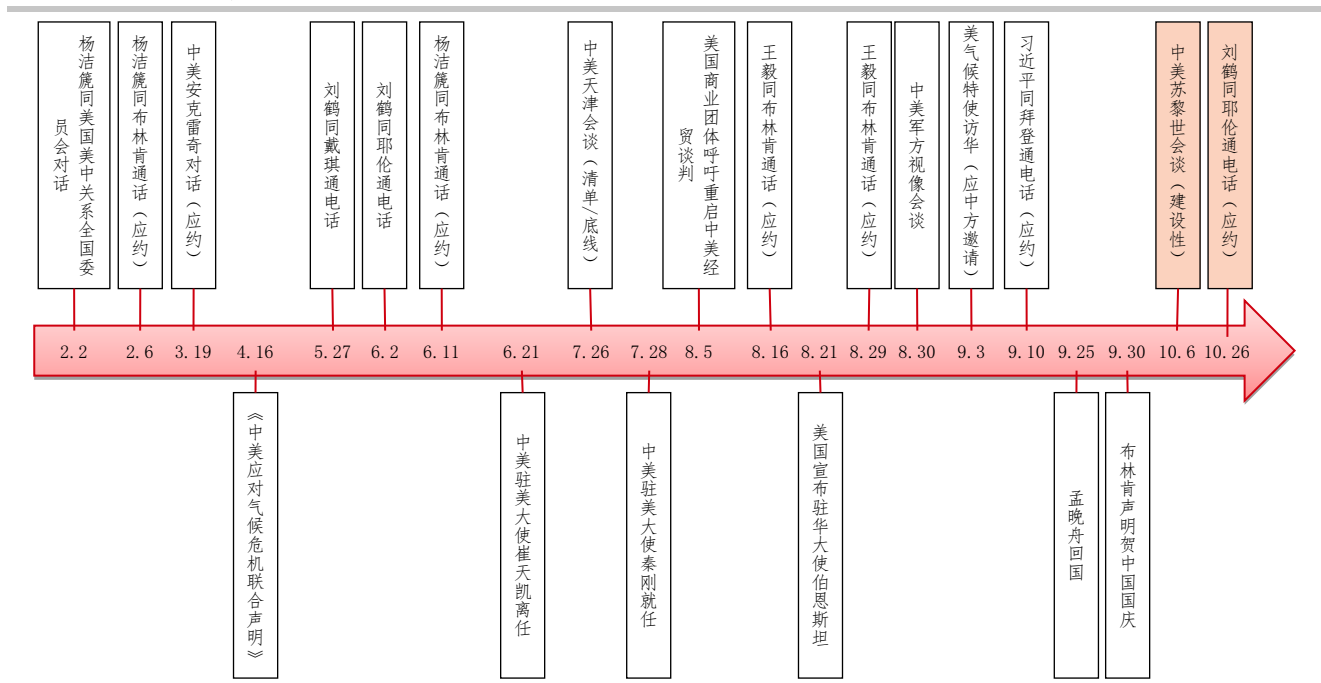 杨洁篪同美国美中关系全国委
员会对话
杨洁篪同布林肯通话（应约）
中美安克雷奇对话（应约）
刘鹤同戴琪通电话
刘鹤同耶伦通电话
杨洁篪同布林肯通话（应约）
中美天津会谈（清单/底线）
美国商业团体呼吁重启中美经
贸谈判
王毅同布林肯通话（应约）
王毅同布林肯通话（应约）
中美军方视像会谈
美气候特使访华（应中方邀请）
习近平同拜登通电话（应约）
中美苏黎世会谈（建设性）
刘鹤同耶伦通电话（应约）
2.2 2.6 3.19 4.16 5.27 6.2 6.11 6.21 7.26 7.28 8.5 8.16 8.21 8.29 8.30 9.3 9.10 9.25 9.30 10.6 10.26
《中美应对气候危机联合声明》
中美驻美大使崔天凯离任
中美驻美大使秦刚就任
美国宣布驻华大使伯恩斯坦
孟晚舟回国
布林肯声明贺中国国庆